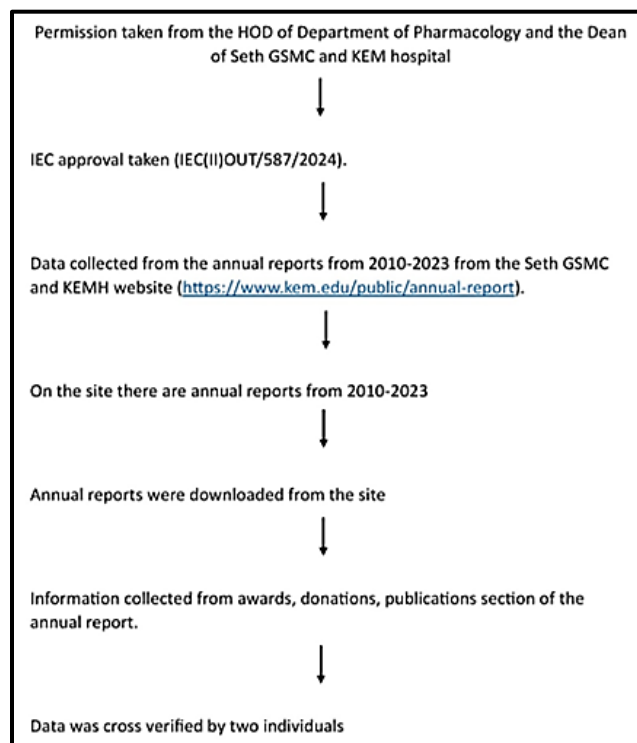 Permission taken from the HOD of Department of Pharmacology and the Dean
of Seth GSMC and KEM hospital
IEC approval taken (IEC(II)OUT/587/2024).
Data collected from the annual reports from 2010-2023 from the Seth GSMC
and KEMH website (https://www.kem.edu/public/annual-report).
On the site there are annual reports from 2010-2023
Annual reports were downloaded from the site
Information collected from awards, donations, publications section of the
annual report.
Data was cross verified by two individuals